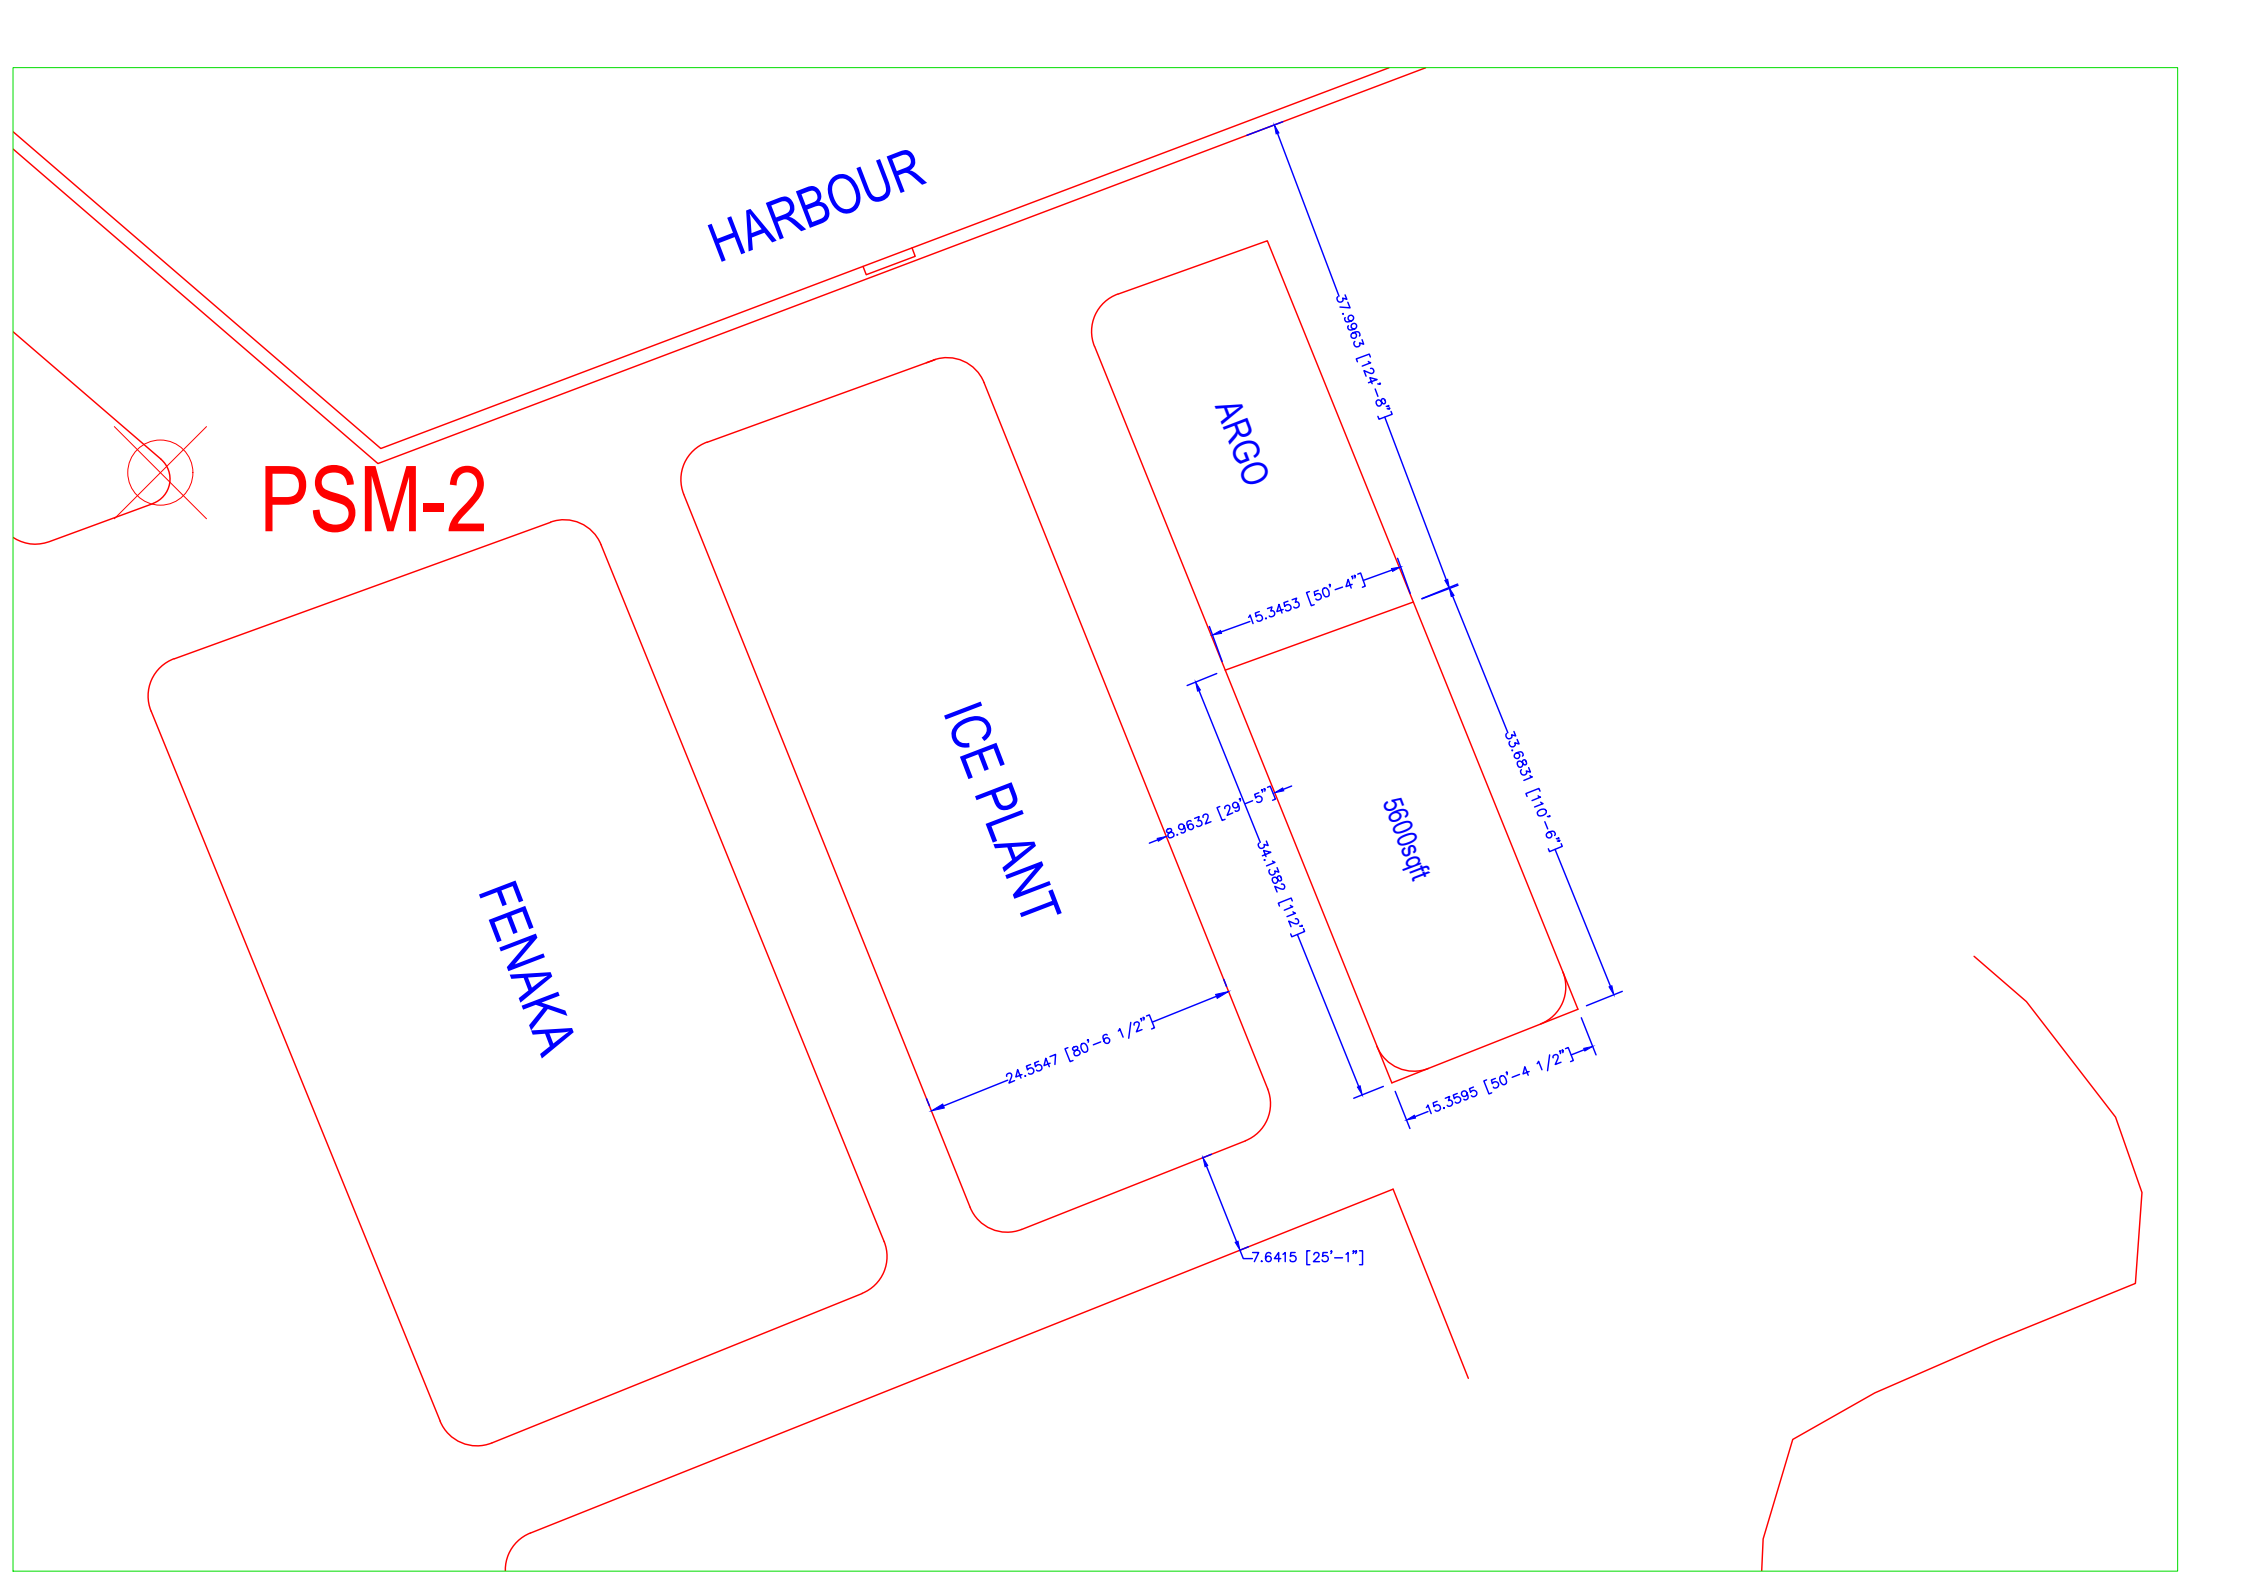 HARBOUR
37.9963 [124'-8"]
ARGO
PSM-2
15.3453 [50'-4"]
ICE PLANT
33.6831 [110'-6"]
8.9632 [29'-5"]
5600sqft
34.1382 [112']
FENAKA
24.5547 [80'-6 1/2"]
15.3595 [50'-4 1/2"]
7.6415 [25'-1"]